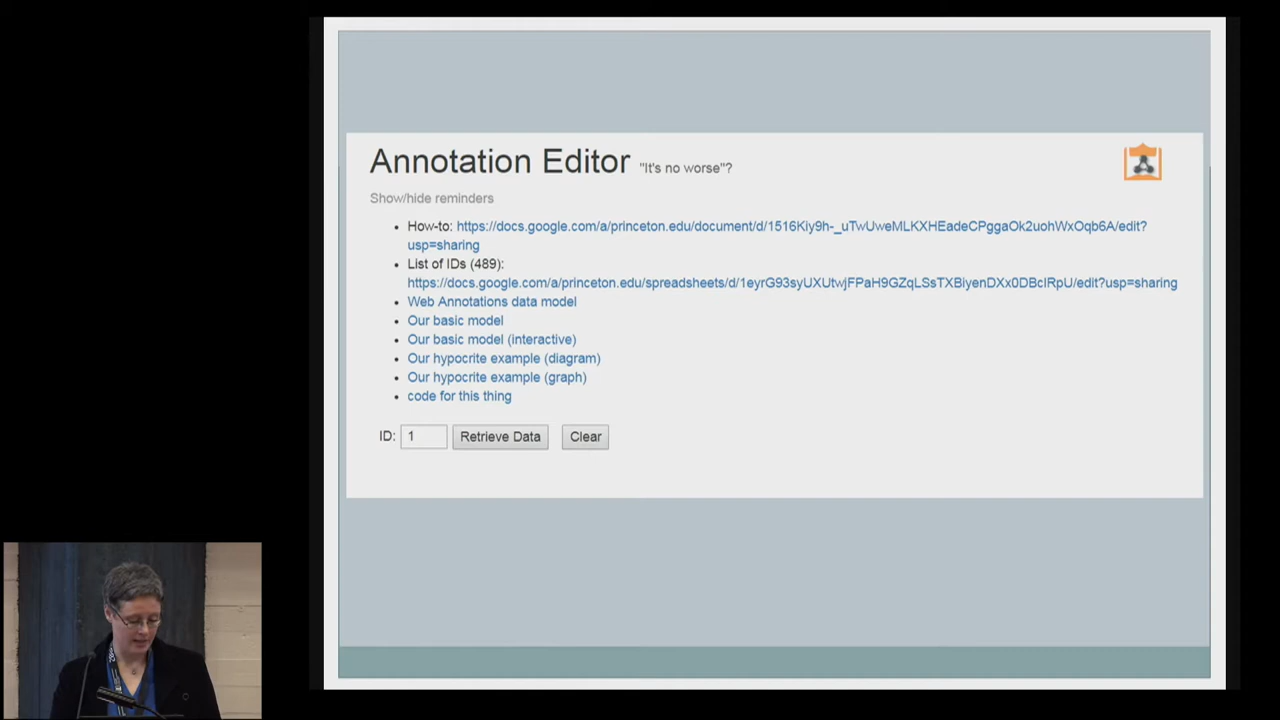 Annotation Editor "It's no worse"?
Show/hide reminders
How-to: https://docs.google.com/a/princeton.edu/document/d/1516Kiy9h-_uTwUweMLKXHEadeCPggaOk2uohWxOqb6A/edit?
usp=sharing
List of IDs (489):
https://docs.google.com/a/princeton.edu/spreadsheets/d/1eyrG93syUXUtwjFPaH9GZqLSsTXBiyenDXx0DBcIRpU/edit?usp=sharing
Web Annotations data model
Our basic model
Our basic model (interactive)
Our hypocrite example (diagram)
Our hypocrite example (graph)
code for this thing
ID: 1 Retrieve Data Clear